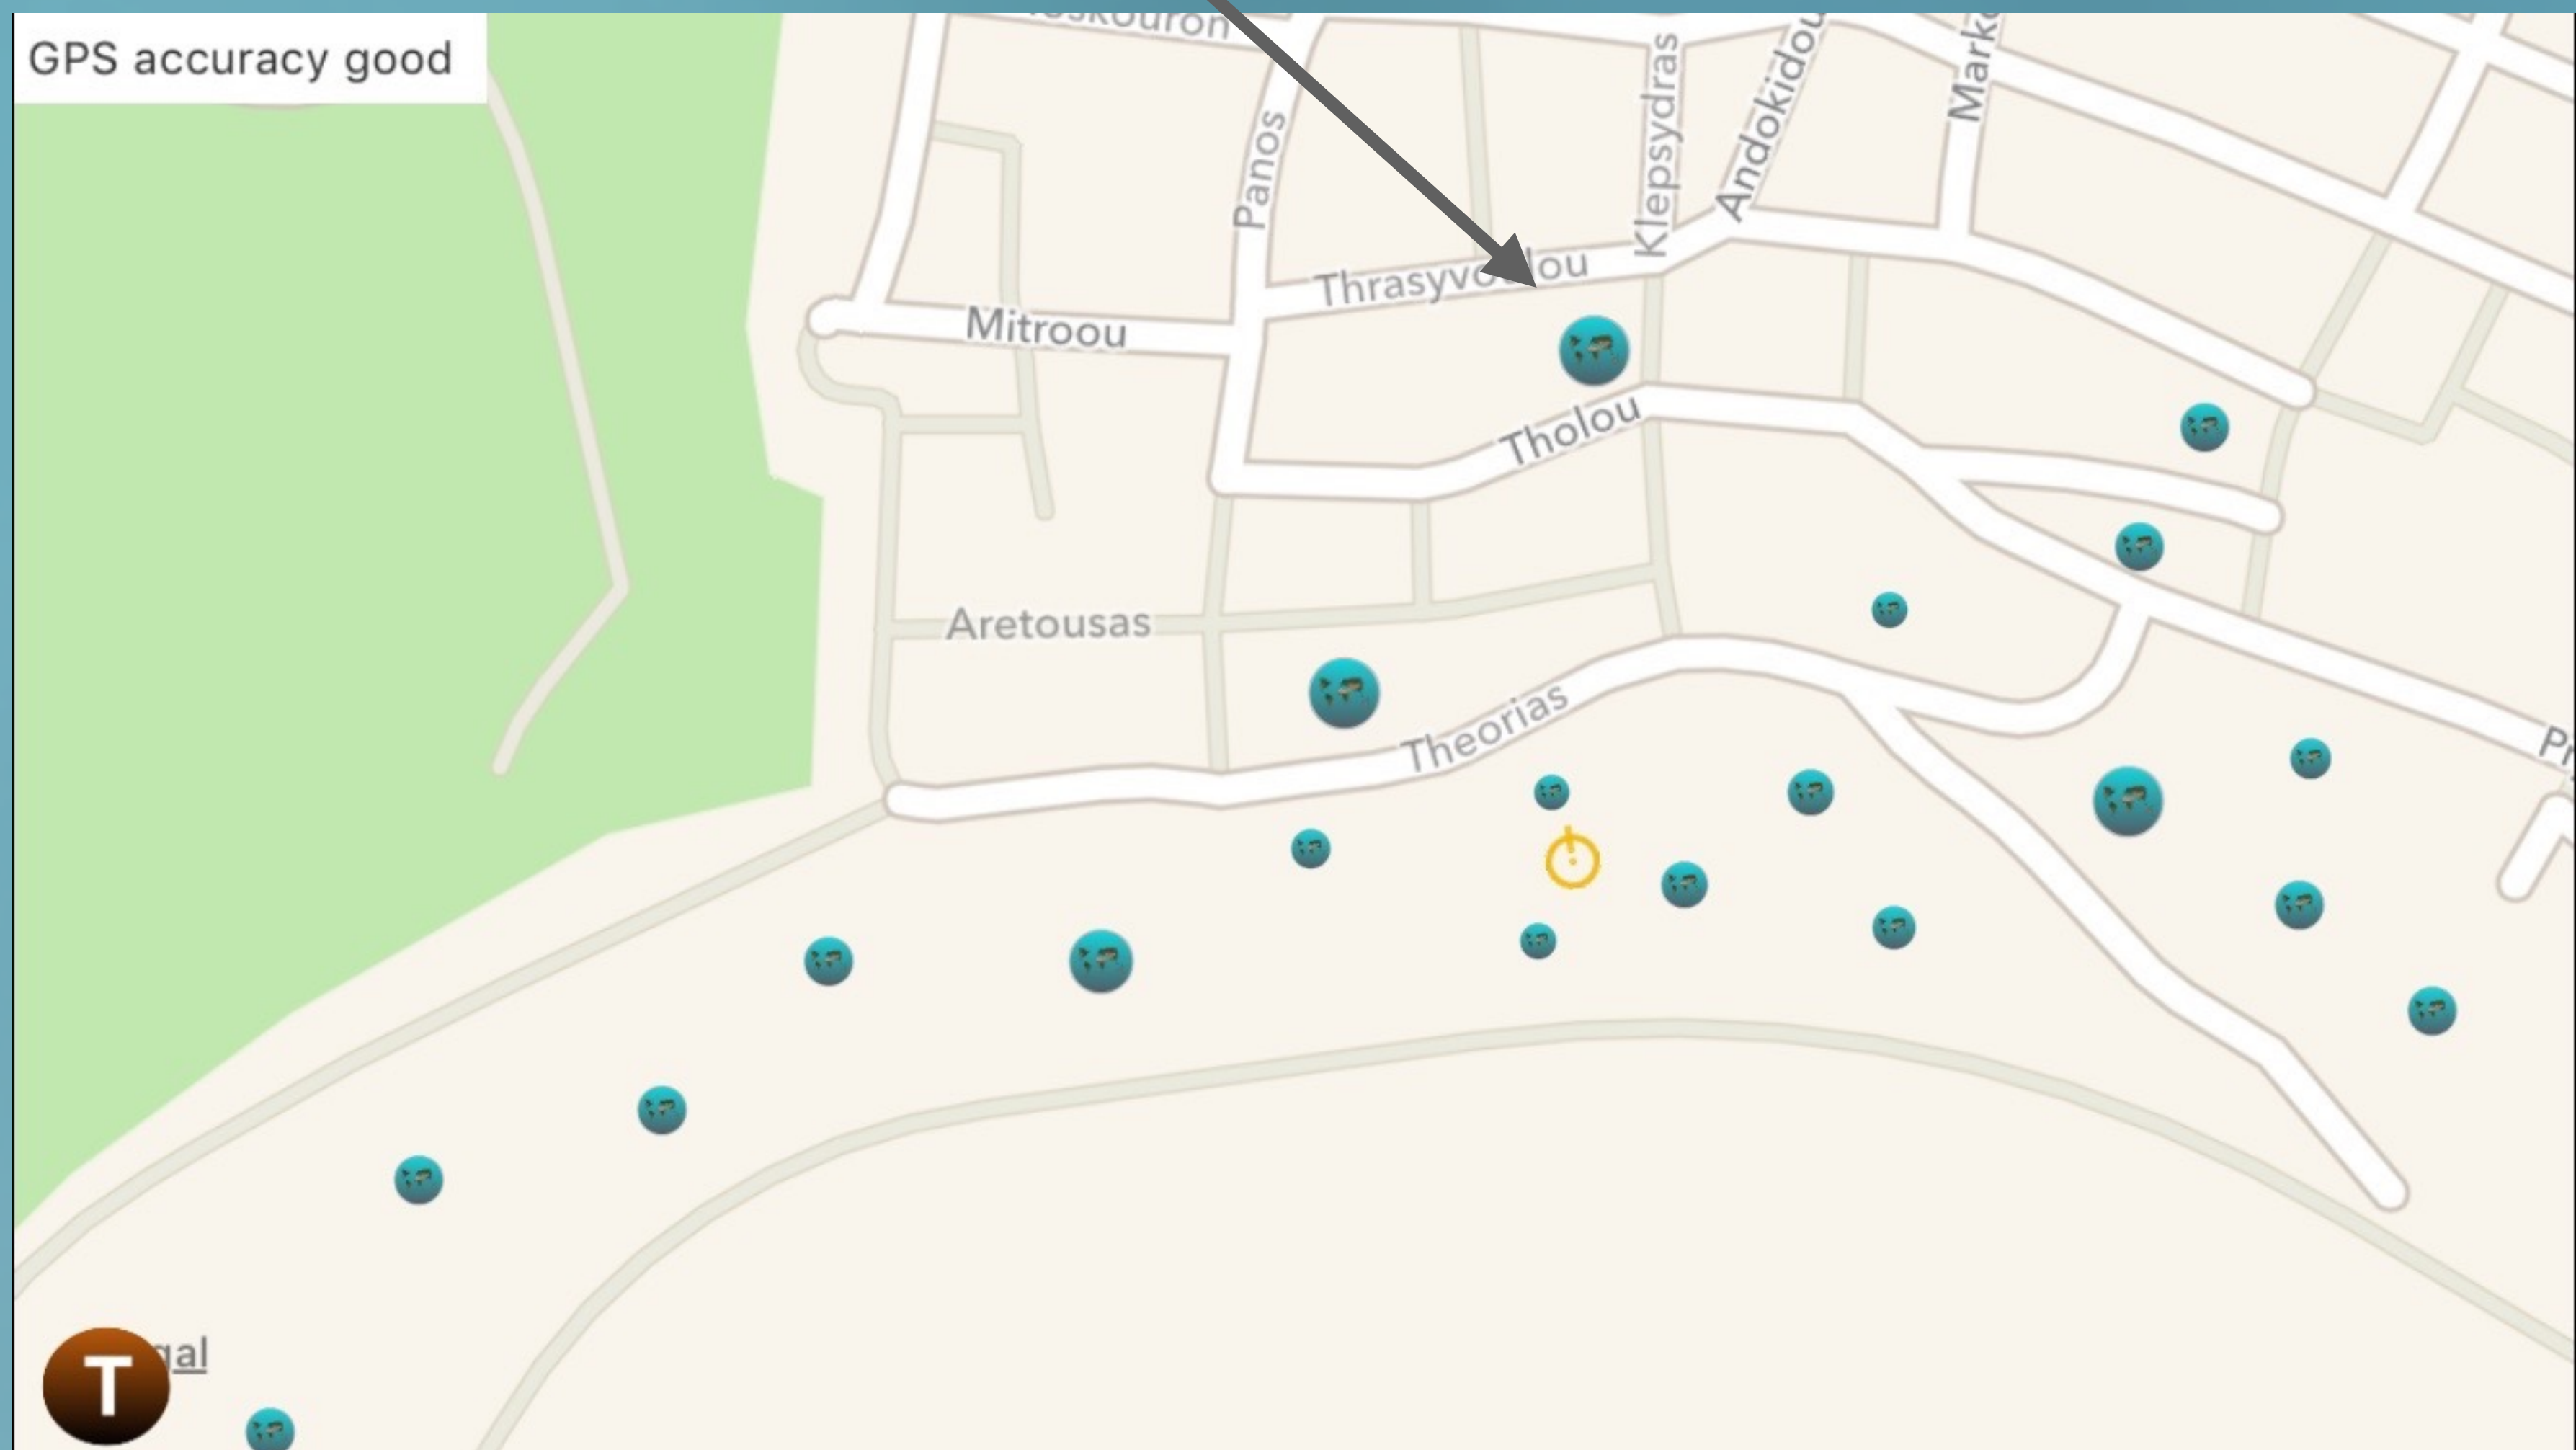 GPS accuracy good
Panos
Klepsydras
Andokidou
Thrasyvoulou
Mitroou
Tholou
Aretousas
Theorias
T